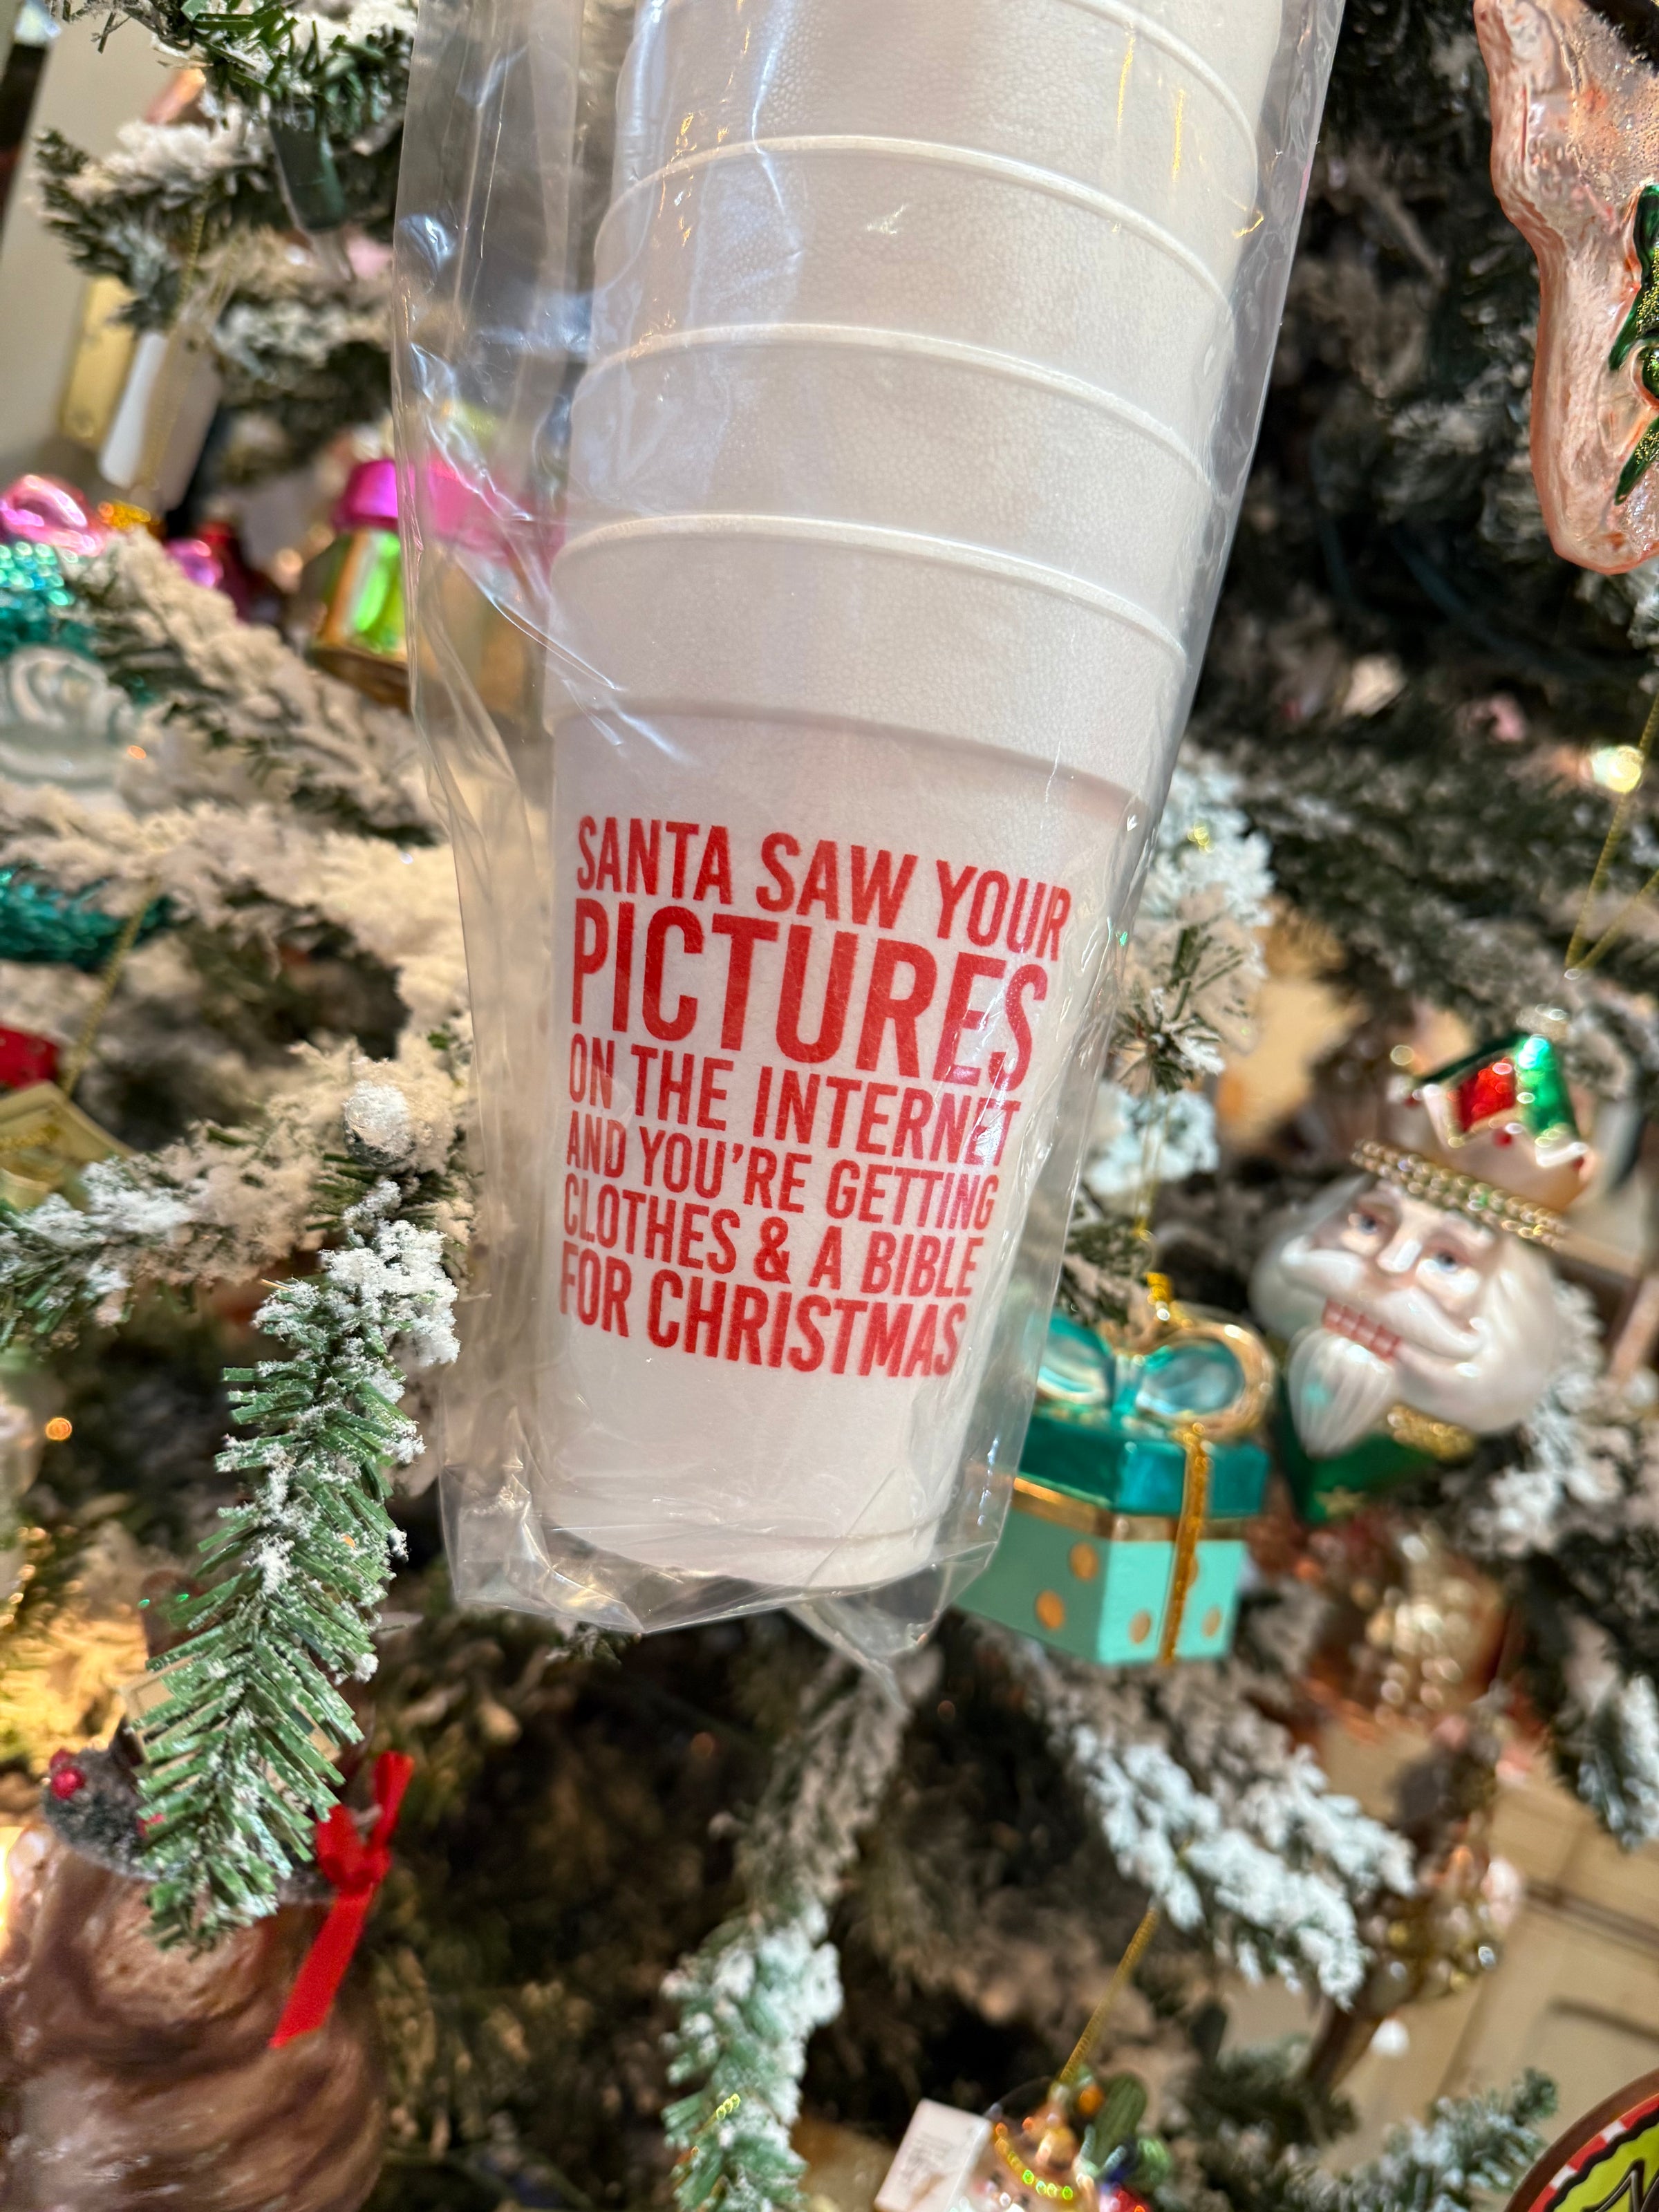 SANTA SAW YOUR
PICTURES
ON THE INTERNET
AND YOU'RE GETTING
CLOTHES & A BIBLE
FOR CHRISTMAS